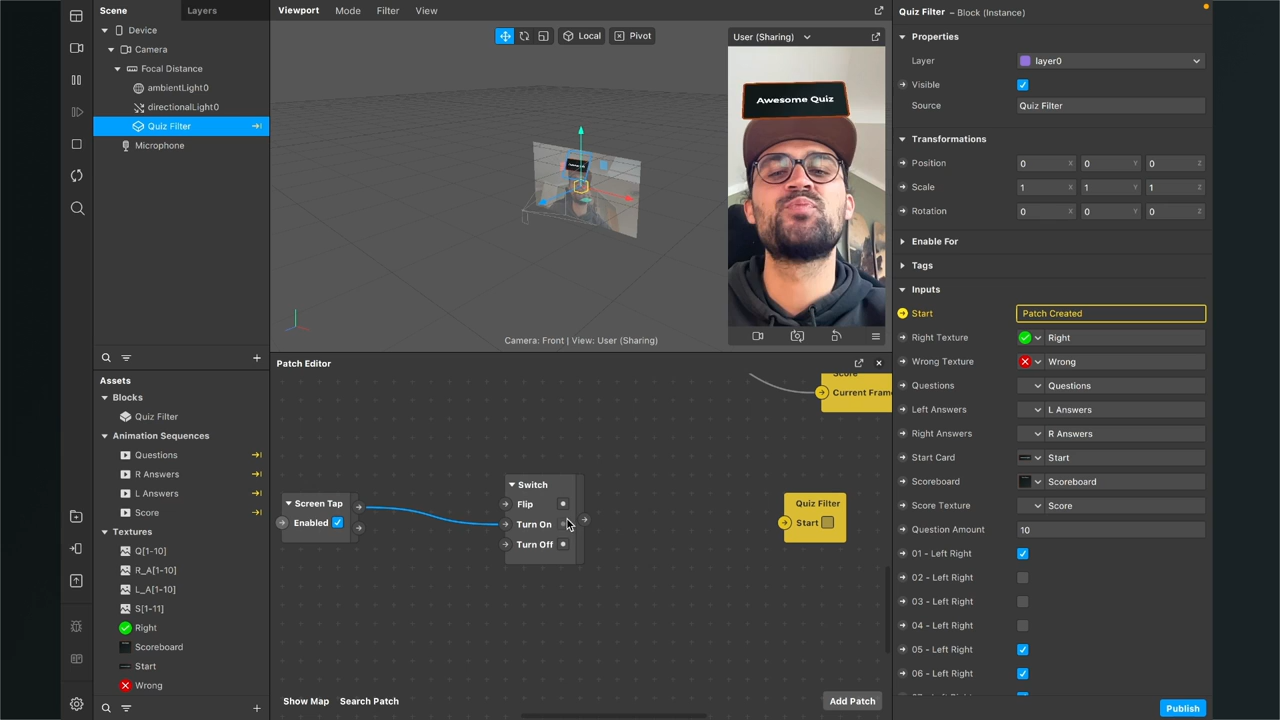 Scene
Layers
Device
Camera
Focal Distance
ambientLight0
directionalLight0
Quiz Filter
Microphone
Assets
Blocks
Quiz Filter
Animation Sequences
Questions
R Answers
L Answers
Score
Textures
Q[1-10]
R_A[1-10]
L_A[1-10]
S[1-11]
Right
Scoreboard
Start
Wrong
Viewport
Mode
Filter
View
Local
Pivot
User (Sharing)
Awesome Quiz
Camera: Front | View: User (Sharing)
Patch Editor
Score
Current Frame
Screen Tap
Enabled
Switch
Flip
Turn On
Turn Off
Quiz Filter
Start
Show Map
Search Patch
Add Patch
Quiz Filter – Block (Instance)
Properties
Layer layer0
Visible
Source Quiz Filter
Transformations
Position 0 X 0 Y 0 Z
Scale 1 X 1 Y 1 Z
Rotation 0 X 0 Y 0 Z
Enable For
Tags
Inputs
Start Patch Created
Right Texture Right
Wrong Texture Wrong
Questions Questions
Left Answers L Answers
Right Answers R Answers
Start Card Start
Scoreboard Scoreboard
Score Texture Score
Question Amount 10
01 - Left Right
02 - Left Right
03 - Left Right
04 - Left Right
05 - Left Right
06 - Left Right
Publish